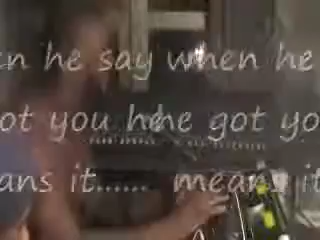 n he say when he
ot you hhe got yo
ans it...... means it